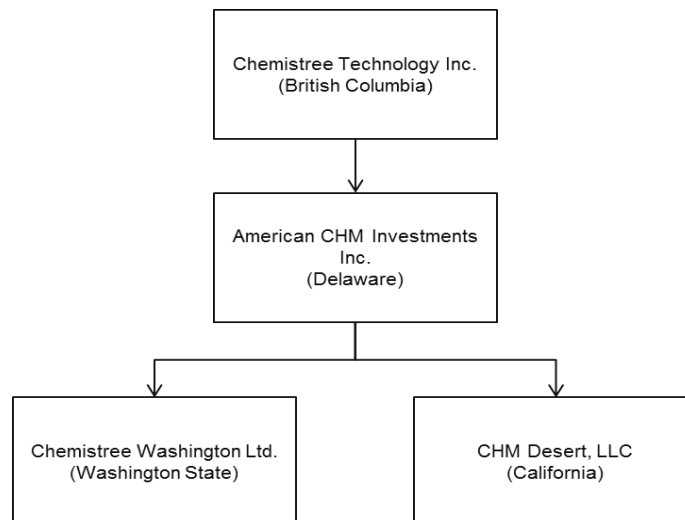 Chemistree Technology Inc.
(British Columbia)
American CHM Investments
Inc.
(Delaware)
Chemistree Washington Ltd.
(Washington State)
CHM Desert, LLC
(California)